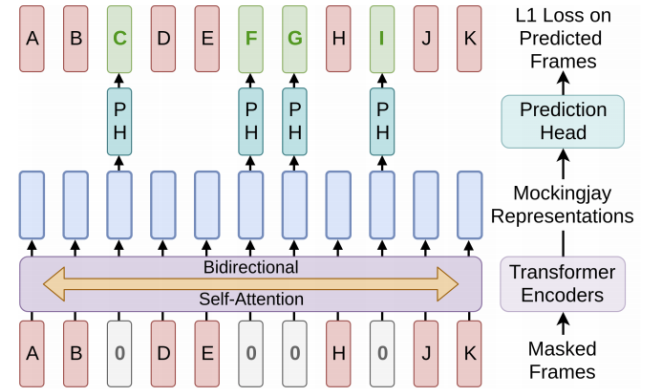 A B C D E F G H I J K
L1 Loss on
Predicted
Frames
P
H
P
H
P
H
P
H
Prediction
Head
Mockingjay
Representations
Bidirectional
Self-Attention
Transformer
Encoders
A B 0 D E 0 0 H 0 J K
Masked
Frames